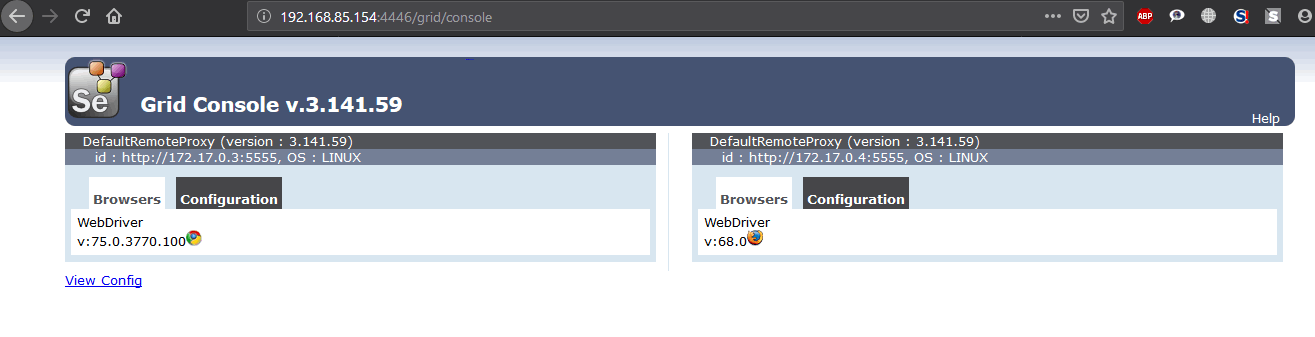 192.168.85.154:4446/grid/console
ABP
S
S
Se
Grid Console v.3.141.59
Help
DefaultRemoteProxy (version : 3.141.59)
id : http://172.17.0.3:5555, OS : LINUX
Browsers Configuration
WebDriver
v:75.0.3770.100
DefaultRemoteProxy (version : 3.141.59)
id : http://172.17.0.4:5555, OS : LINUX
Browsers Configuration
WebDriver
v:68.0
View Config